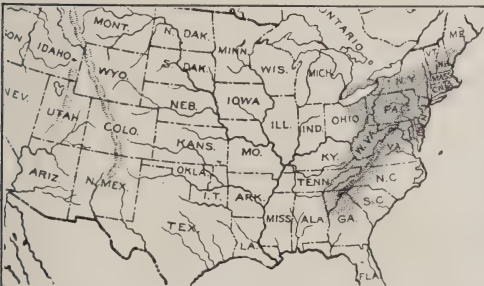 ONTARIO
MONT.
N. DAK.
MINN.
ME.
IDAHO
VT.
N.H.
WYO.
S. DAK.
WIS.
MICH.
N.Y.
MASS
NEV.
NEB.
IOWA
PA.
UTAH
COLO.
ILL.
IND.
OHIO
W. VA.
VA.
KANS.
MO.
KY.
ARIZ
N. MEX.
OKLA.
I.T.
ARK.
TENN.
N.C
S.C
TEX.
LA.
MISS
ALA.
GA.
FLA.